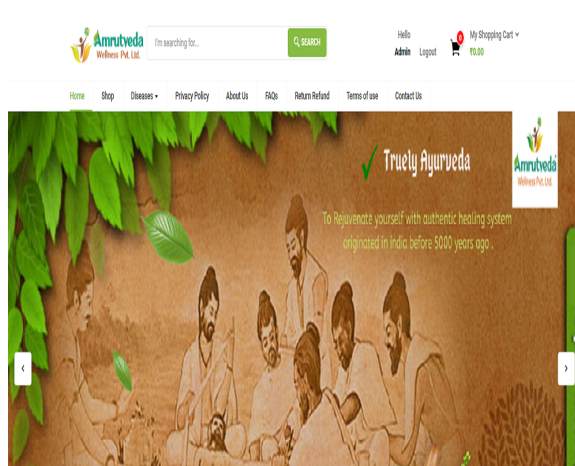 Amrutveda
Wellness Pvt. Ltd.
I'm searching for...
SEARCH
Hello
Admin Logout
0
My Shopping Cart
₹0.00
Home Shop Diseases Privacy Policy About Us FAQs Return Refund Terms of use Contact Us
Truely Ayurveda
To Rejuvenate yourself with authentic healing system
originated in india before 5000 years ago .
Amrutveda
Wellness Pvt. Ltd.